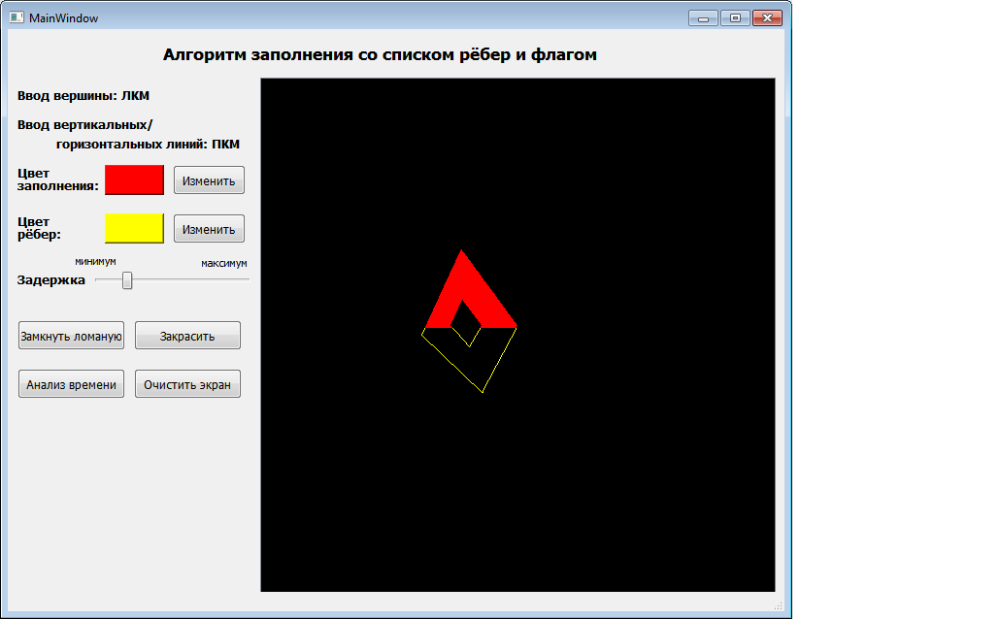 MainWindow
Алгоритм заполнения со списком рёбер и флагом
Ввод вершины: ЛКМ
Ввод вертикальных/
горизонтальных линий: ПКМ
Цвет
заполнения:
Изменить
Цвет
рёбер:
Изменить
минимум
максимум
Задержка
Замкнуть ломаную
Закрасить
Анализ времени
Очистить экран